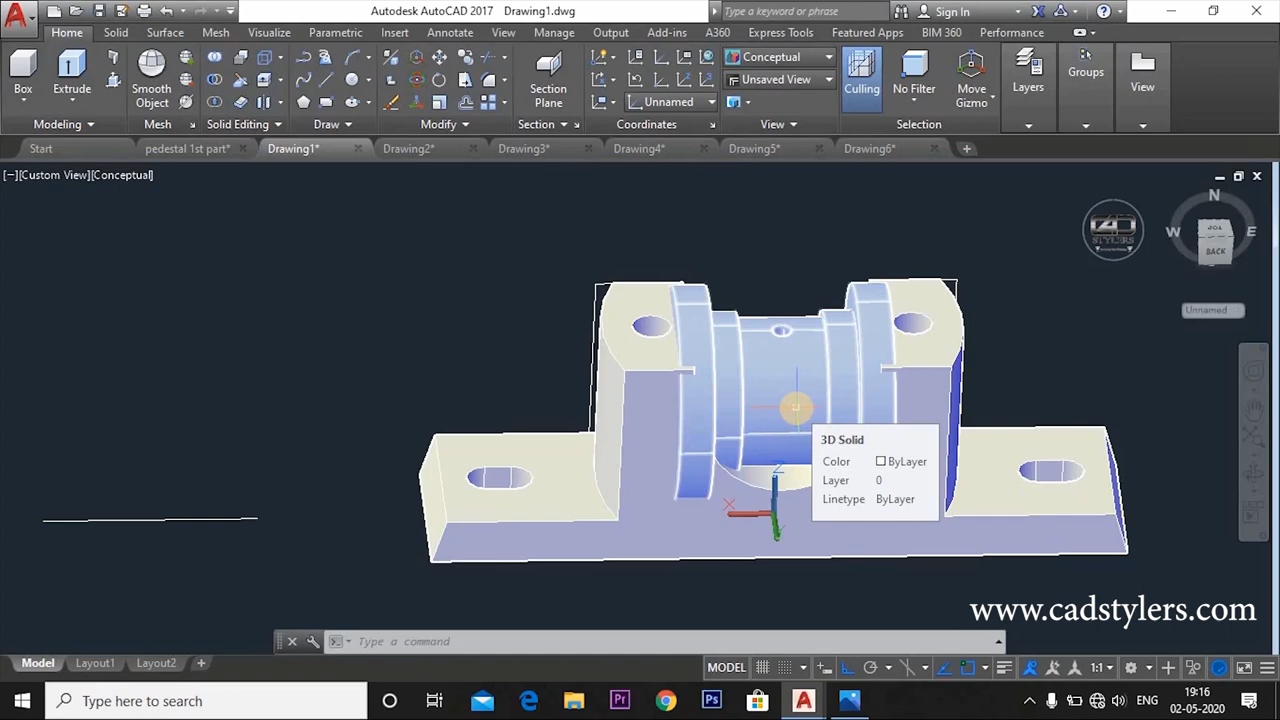 Autodesk AutoCAD 2017 Drawing1.dwg
Type a keyword or phrase
Sign In
Home Solid Surface Mesh Visualize Parametric Insert Annotate View Manage Output Add-ins A360 Express Tools Featured Apps BIM 360 Performance
Box
Extrude
Smooth Object
Section Plane
Conceptual
Unsaved View
Unnamed
Culling
No Filter
Move Gizmo
Layers
Groups
View
Modeling Mesh Solid Editing Draw Modify Section Coordinates View Selection
Start pedestal 1st part* Drawing1* Drawing2* Drawing3* Drawing4* Drawing5* Drawing6*
[−][Custom View][Conceptual]
N
W
E
TOP
BACK
STYLERS
Unnamed
3D Solid
Color ByLayer
Layer 0
Linetype ByLayer
Z
X
Y
www.cadstylers.com
Type a command
Model Layout1 Layout2
MODEL
1:1
Type here to search
Pr
Ps
A
ENG
19:16
02-05-2020